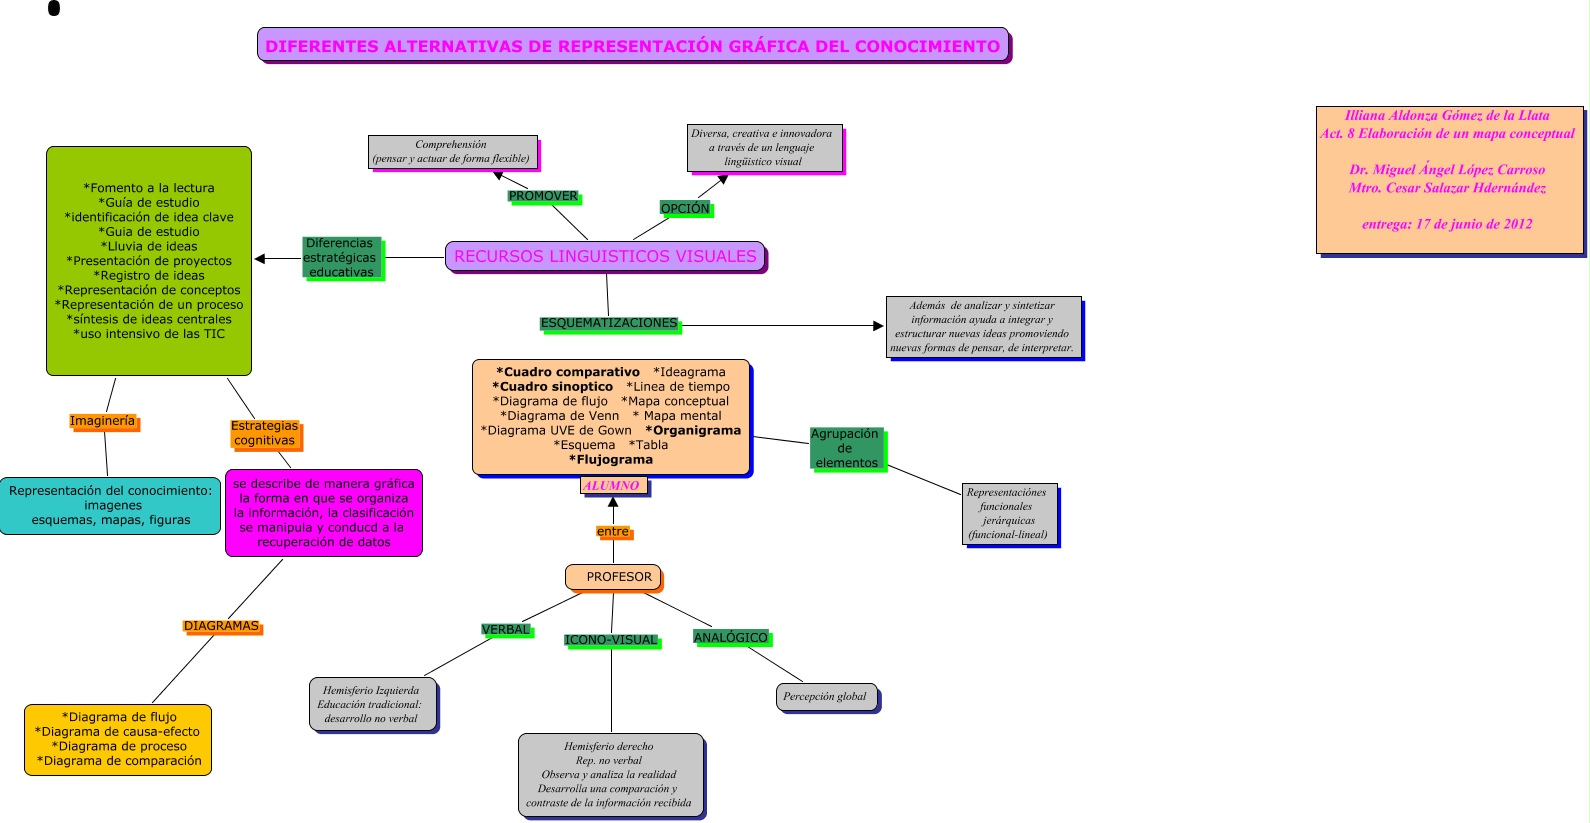 DIFERENTES ALTERNATIVAS DE REPRESENTACIÓN GRÁFICA DEL CONOCIMIENTO
Illiana Aldonza Gómez de la Llata
Act. 8 Elaboración de un mapa conceptual
Dr. Miguel Ángel López Carroso
Mtro. Cesar Salazar Hdernández
entrega: 17 de junio de 2012
Comprehensión
(pensar y actuar de forma flexible)
Diversa, creativa e innovadora
a través de un lenguaje
lingüistico visual
PROMOVER
OPCIÓN
RECURSOS LINGUISTICOS VISUALES
Diferencias
estratégicas
educativas
*Fomento a la lectura
*Guía de estudio
*identificación de idea clave
*Guia de estudio
*Lluvia de ideas
*Presentación de proyectos
*Registro de ideas
*Representación de conceptos
*Representación de un proceso
*síntesis de ideas centrales
*uso intensivo de las TIC
ESQUEMATIZACIONES
Además de analizar y sintetizar
información ayuda a integrar y
estructurar nuevas ideas promoviendo
nuevas formas de pensar, de interpretar.
*Cuadro comparativo *Ideagrama
*Cuadro sinoptico *Linea de tiempo
*Diagrama de flujo *Mapa conceptual
*Diagrama de Venn * Mapa mental
*Diagrama UVE de Gown *Organigrama
*Esquema *Tabla
*Flujograma
Agrupación
de
elementos
Representaciónes
funcionales
jerárquicas
(funcional-lineal)
Imaginería
Estrategias
cognitivas
Representación del conocimiento:
imagenes
esquemas, mapas, figuras
se describe de manera gráfica
la forma en que se organiza
la información, la clasificación
se manipula y conducd a la
recuperación de datos
ALUMNO
entre
PROFESOR
DIAGRAMAS
*Diagrama de flujo
*Diagrama de causa-efecto
*Diagrama de proceso
*Diagrama de comparación
VERBAL
ICONO-VISUAL
ANALÓGICO
Hemisferio Izquierda
Educación tradicional:
desarrollo no verbal
Percepción global
Hemisferio derecho
Rep. no verbal
Observa y analiza la realidad
Desarrolla una comparación y
contraste de la información recibida